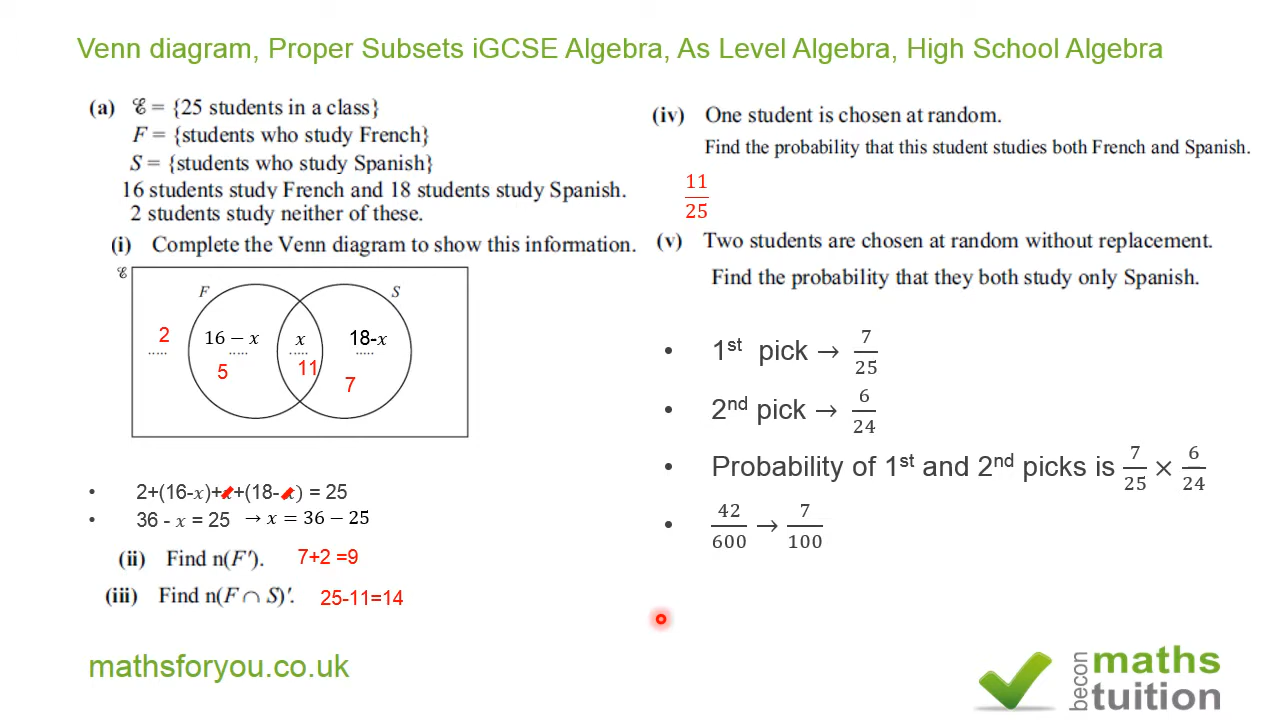 Venn diagram, Proper Subsets iGCSE Algebra, As Level Algebra, High School Algebra
(a) ℰ = {25 students in a class}
F = {students who study French}
S = {students who study Spanish}
16 students study French and 18 students study Spanish.
2 students study neither of these.
(i) Complete the Venn diagram to show this information.
ℰ
F S
2 16 − x x 18-x
..... ..... ..... .....
5 11 7
• 2+(16-x)+x+(18-x) = 25
• 36 - x = 25 → x = 36 − 25
(ii) Find n(F′). 7+2 =9
(iii) Find n(F ∩ S)′. 25-11=14
(iv) One student is chosen at random.
Find the probability that this student studies both French and Spanish.
11/25
(v) Two students are chosen at random without replacement.
Find the probability that they both study only Spanish.
• 1st pick → 7/25
• 2nd pick → 6/24
• Probability of 1st and 2nd picks is 7/25 × 6/24
• 42/600 → 7/100
mathsforyou.co.uk
becon maths tuition